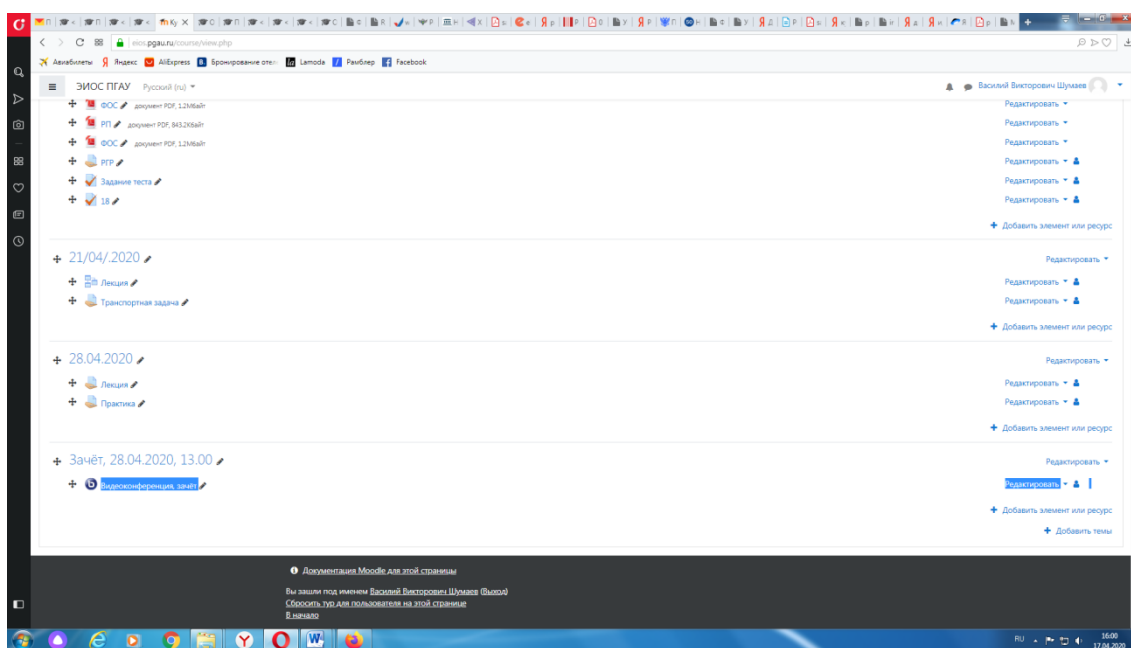 eios.pgau.ru/course/view.php
Авиабилеты Яндекс AliExpress Бронирование отел Lamoda Рамблер Facebook
ЭИОС ПГАУ Русский (ru) Василий Викторович Шумаев
ФОС документ PDF, 1.2Мбайт Редактировать
РП документ PDF, 843.2Кбайт Редактировать
ФОС документ PDF, 1.2Мбайт Редактировать
РГР Редактировать
Задание теста Редактировать
18 Редактировать
+ Добавить элемент или ресурс
21/04/.2020 Редактировать
Лекция Редактировать
Транспортная задача Редактировать
+ Добавить элемент или ресурс
28.04.2020 Редактировать
Лекция Редактировать
Практика Редактировать
+ Добавить элемент или ресурс
Зачёт, 28.04.2020, 13.00 Редактировать
Видеоконференция, зачёт Редактировать
+ Добавить элемент или ресурс
+ Добавить темы
Документация Moodle для этой страницы
Вы зашли под именем Василий Викторович Шумаев (Выход)
Сбросить тур для пользователя на этой странице
В начало
RU 16:00
17.04.2020